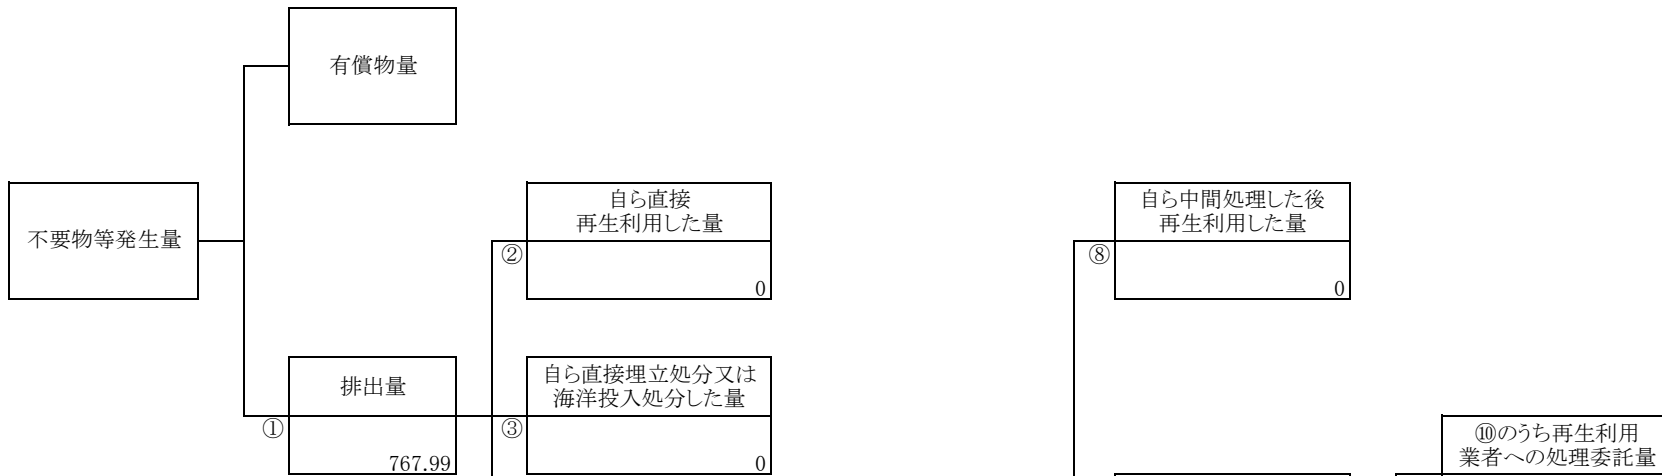 有償物量
不要物等発生量
自ら直接
再生利用した量
②
0
自ら中間処理した後
再生利用した量
⑧
0
排出量
①
767.99
自ら直接埋立処分又は
海洋投入処分した量
③
0
⑩のうち再生利用
業者への処理委託量